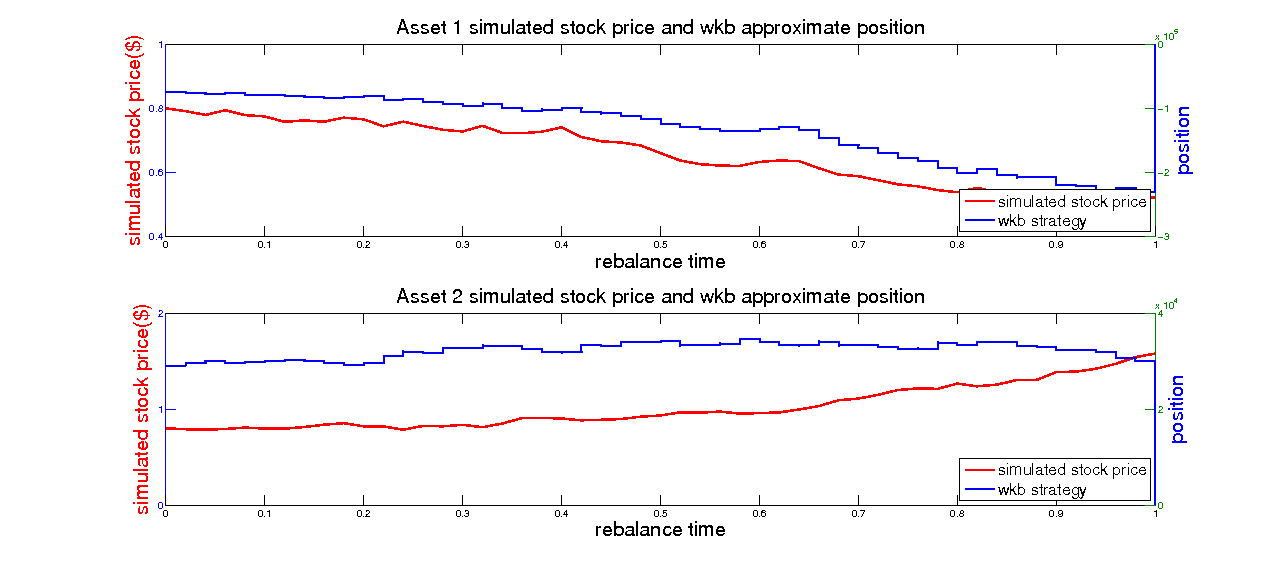 Asset 1 simulated stock price and wkb approximate position
simulated stock price($)
1
0.8
0.6
0.4
x 10^5
0
-1
-2
-3
position
simulated stock price
wkb strategy
0 0.1 0.2 0.3 0.4 0.5 0.6 0.7 0.8 0.9 1
rebalance time
Asset 2 simulated stock price and wkb approximate position
simulated stock price($)
2
1
0
x 10^4
4
2
0
position
simulated stock price
wkb strategy
0 0.1 0.2 0.3 0.4 0.5 0.6 0.7 0.8 0.9 1
rebalance time